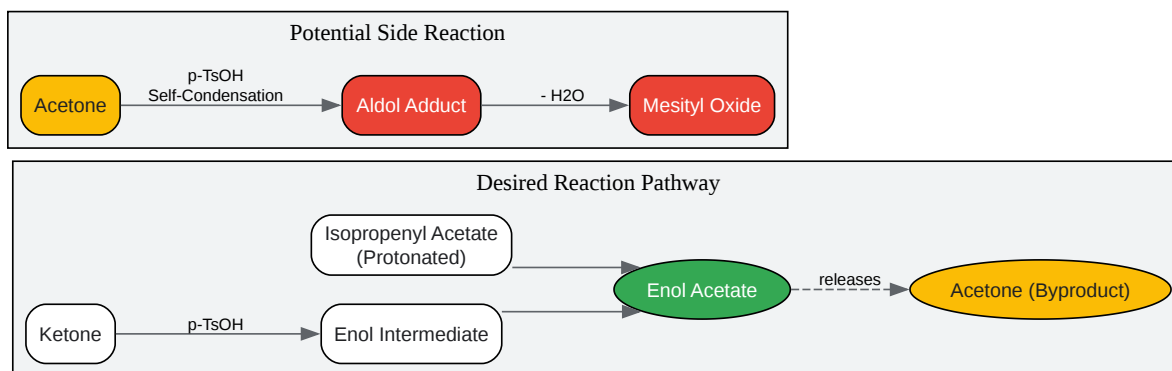 Potential Side Reaction
Acetone
p-TsOH
Self-Condensation
Aldol Adduct
- H2O
Mesityl Oxide
Desired Reaction Pathway
Isopropenyl Acetate
(Protonated)
Ketone
p-TsOH
Enol Intermediate
Enol Acetate
releases
Acetone (Byproduct)